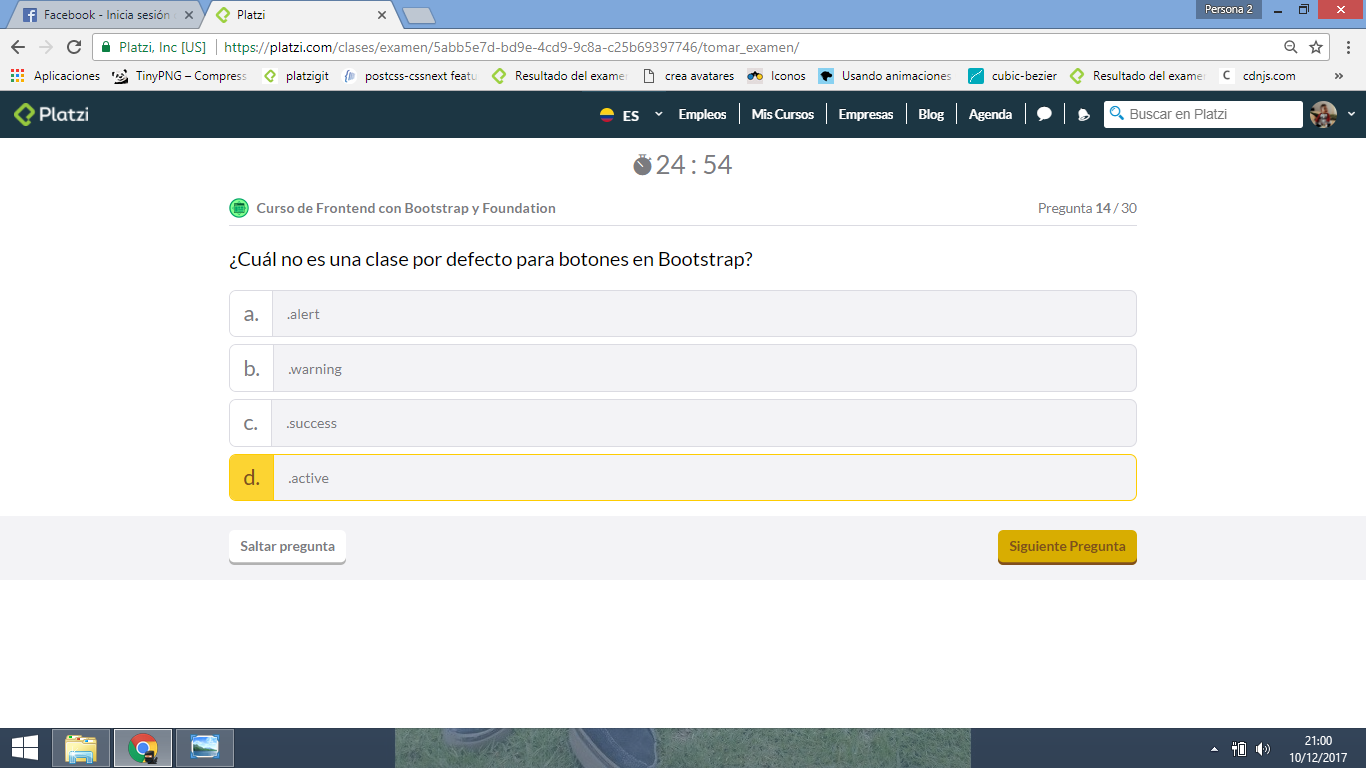 Facebook - Inicia sesión
Platzi
Persona 2
Platzi, Inc [US]
https://platzi.com/clases/examen/5abb5e7d-bd9e-4cd9-9c8a-c25b69397746/tomar_examen/
Aplicaciones
TinyPNG – Compress
platzigit
postcss-cssnext featu
Resultado del exame
crea avatares
Iconos
Usando animaciones
cubic-bezier
Resultado del exame
C cdnjs.com
»
Platzi
ES
Empleos
Mis Cursos
Empresas
Blog
Agenda
Buscar en Platzi
24 : 54
Curso de Frontend con Bootstrap y Foundation
Pregunta 14 / 30
¿Cuál no es una clase por defecto para botones en Bootstrap?
a. .alert
b. .warning
c. .success
d. .active
Saltar pregunta
Siguiente Pregunta
21:00
10/12/2017